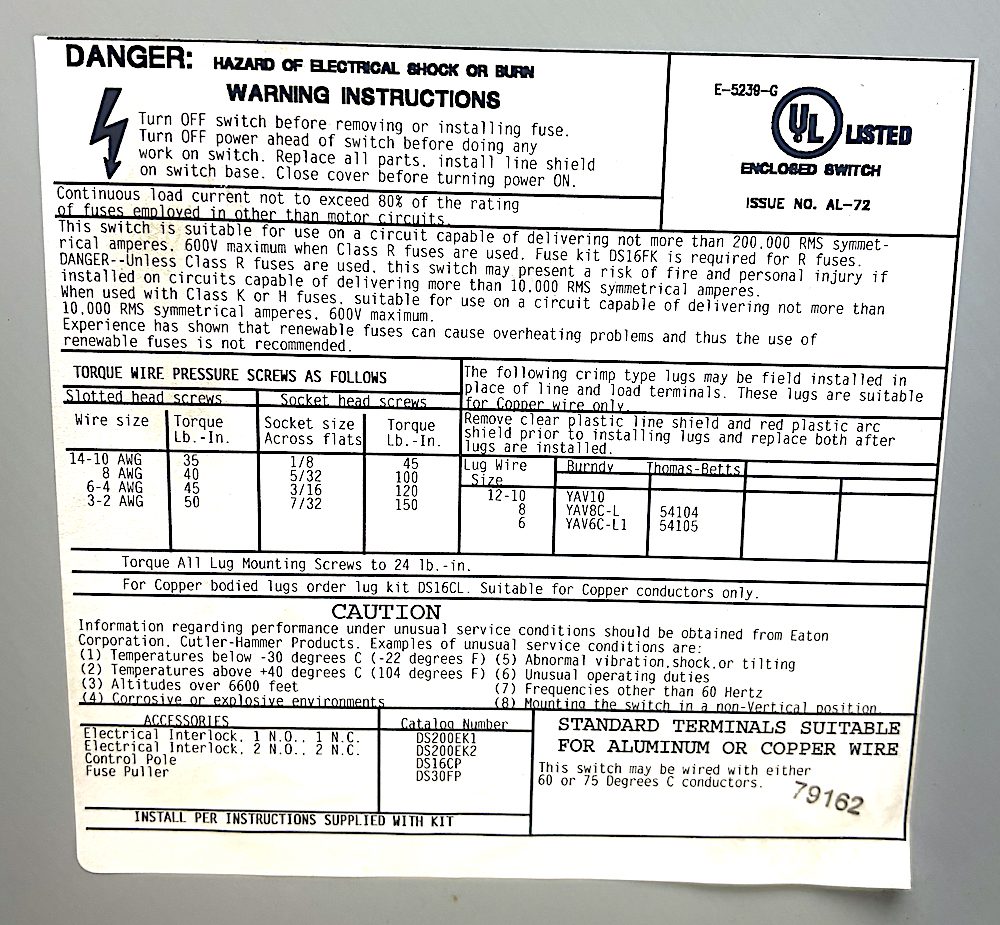 DANGER: HAZARD OF ELECTRICAL SHOCK OR BURN
WARNING INSTRUCTIONS
Turn OFF switch before removing or installing fuse.
Turn OFF power ahead of switch before doing any
work on switch. Replace all parts. install line shield
on switch base. Close cover before turning power ON.
E-5239-G
UL LISTED
ENCLOSED SWITCH
ISSUE NO. AL-72
Continuous load current not to exceed 80% of the rating
of fuses employed in other than motor circuits.
This switch is suitable for use on a circuit capable of delivering not more than 200.000 RMS symmet-
rical amperes. 600V maximum when Class R fuses are used. Fuse kit DS16FK is required for R fuses.
DANGER--Unless Class R fuses are used. this switch may present a risk of fire and personal injury if
installed on circuits capable of delivering more than 10.000 RMS symmetrical amperes.
When used with Class K or H fuses. suitable for use on a circuit capable of delivering not more than
10,000 RMS symmetrical amperes. 600V maximum.
Experience has shown that renewable fuses can cause overheating problems and thus the use of
renewable fuses is not recommended.
TORQUE WIRE PRESSURE SCREWS AS FOLLOWS
Slotted head screws Socket head screws
Wire size Torque Socket size Torque
Lb.-In. Across flats Lb.-In.
14-10 AWG 35 1/8 45
8 AWG 40 5/32 100
6-4 AWG 45 3/16 120
3-2 AWG 50 7/32 150
The following crimp type lugs may be field installed in
place of line and load terminals. These lugs are suitable
for Copper wire only.
Remove clear plastic line shield and red plastic arc
shield prior to installing lugs and replace both after
lugs are installed.
Lug Wire Burndy Thomas-Betts
Size
12-10 YAV10
8 YAV8C-L 54104
6 YAV6C-L1 54105
Torque All Lug Mounting Screws to 24 lb.-in.
For Copper bodied lugs order lug kit DS16CL. Suitable for Copper conductors only.
CAUTION
Information regarding performance under unusual service conditions should be obtained from Eaton
Corporation. Cutler-Hammer Products. Examples of unusual service conditions are:
(1) Temperatures below -30 degrees C (-22 degrees F) (5) Abnormal vibration.shock.or tilting
(2) Temperatures above +40 degrees C (104 degrees F) (6) Unusual operating duties
(3) Altitudes over 6600 feet (7) Frequencies other than 60 Hertz
(4) Corrosive or explosive environments (8) Mounting the switch in a non-Vertical position.
ACCESSORIES Catalog Number
Electrical Interlock. 1 N.O.. 1 N.C. DS200EK1
Electrical Interlock. 2 N.O.. 2 N.C. DS200EK2
Control Pole DS16CP
Fuse Puller DS30FP
INSTALL PER INSTRUCTIONS SUPPLIED WITH KIT
STANDARD TERMINALS SUITABLE
FOR ALUMINUM OR COPPER WIRE
This switch may be wired with either
60 or 75 Degrees C conductors.
79162